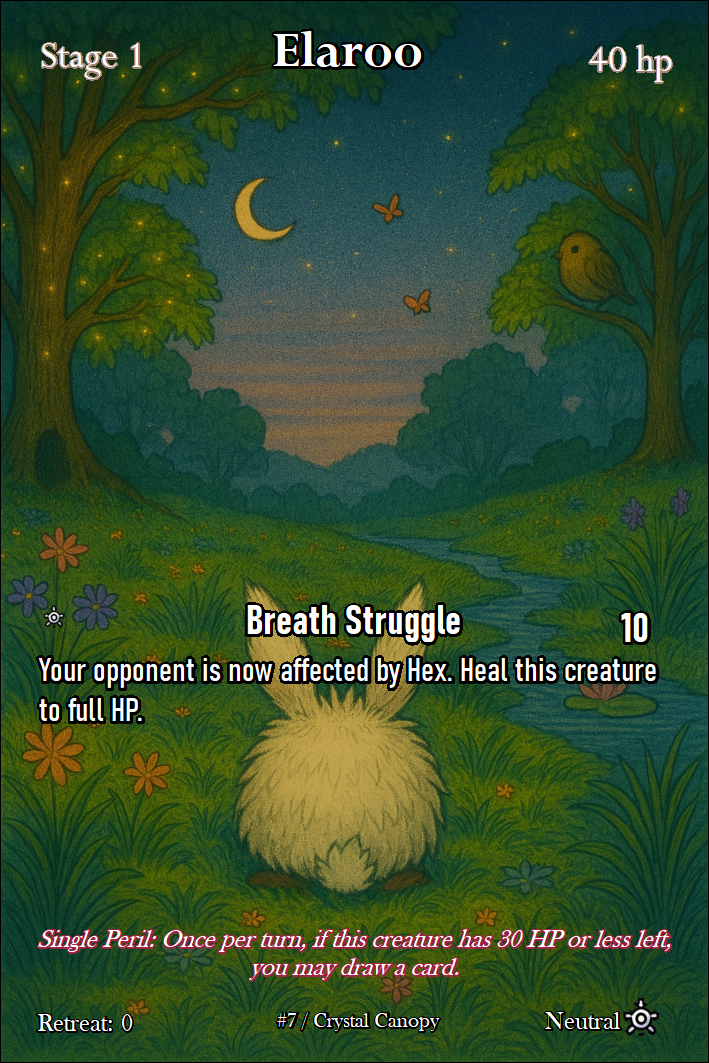 Stage 1
Elaroo
40 hp
Breath Struggle
10
Your opponent is now affected by Hex. Heal this creature
to full HP.
Single Peril: Once per turn, if this creature has 30 HP or less left,
you may draw a card.
Retreat: 0
#7 / Crystal Canopy
Neutral